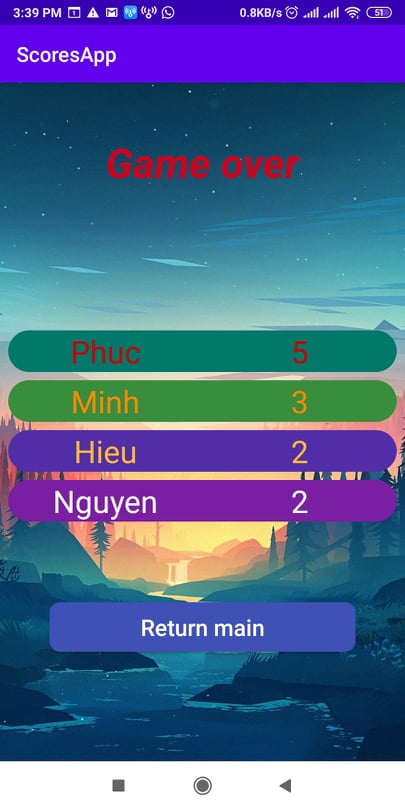 3:39 PM 0.8KB/s 51
ScoresApp
Game over
Phuc 5
Minh 3
Hieu 2
Nguyen 2
Return main